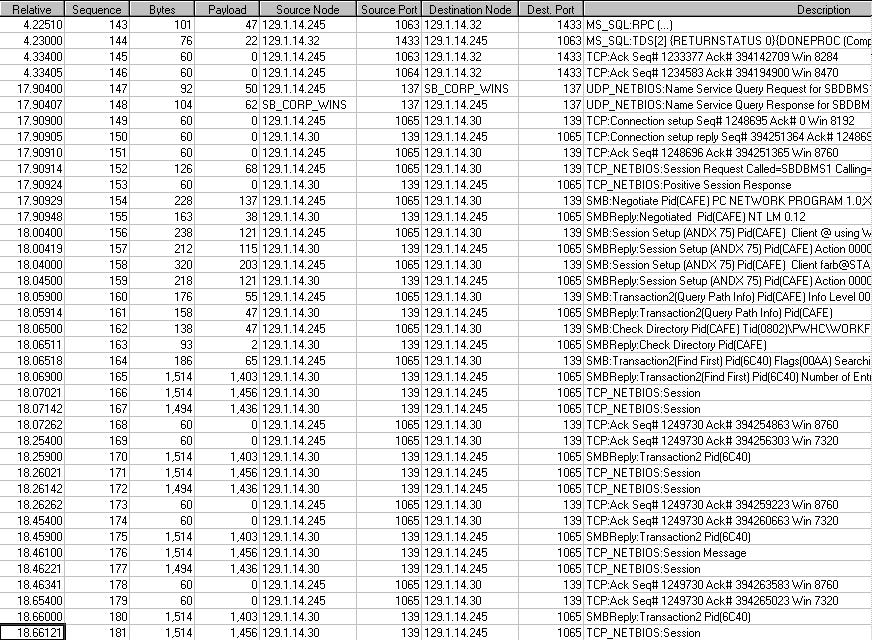 Relative Sequence Bytes Payload Source Node Source Port Destination Node Dest. Port Description
4.22510 143 101 47 129.1.14.245 1063 129.1.14.32 1433 MS_SQL:RPC (...)
4.23000 144 76 22 129.1.14.32 1433 129.1.14.245 1063 MS_SQL:TDS[2] {RETURNSTATUS 0}{DONEPROC (Comp
4.33400 145 60 0 129.1.14.245 1063 129.1.14.32 1433 TCP:Ack Seq# 1233377 Ack# 394142709 Win 8284
4.33405 146 60 0 129.1.14.245 1064 129.1.14.32 1433 TCP:Ack Seq# 1234583 Ack# 394194900 Win 8470
17.90400 147 92 50 129.1.14.245 137 SB_CORP_WINS 137 UDP_NETBIOS:Name Service Query Request for SBDBMS1
17.90407 148 104 62 SB_CORP_WINS 137 129.1.14.245 137 UDP_NETBIOS:Name Service Query Response for SBDBM
17.90900 149 60 0 129.1.14.245 1065 129.1.14.30 139 TCP:Connection setup Seq# 1248695 Ack# 0 Win 8192
17.90905 150 60 0 129.1.14.30 139 129.1.14.245 1065 TCP:Connection setup reply Seq# 394251364 Ack# 124869
17.90910 151 60 0 129.1.14.245 1065 129.1.14.30 139 TCP:Ack Seq# 1248696 Ack# 394251365 Win 8760
17.90914 152 126 68 129.1.14.245 1065 129.1.14.30 139 TCP_NETBIOS:Session Request Called=SBDBMS1 Calling=
17.90924 153 60 0 129.1.14.30 139 129.1.14.245 1065 TCP_NETBIOS:Positive Session Response
17.90929 154 228 137 129.1.14.245 1065 129.1.14.30 139 SMB:Negotiate Pid(CAFE) PC NETWORK PROGRAM 1.0;X
17.90948 155 163 38 129.1.14.30 139 129.1.14.245 1065 SMBReply:Negotiated Pid(CAFE) NT LM 0.12
18.00400 156 238 121 129.1.14.245 1065 129.1.14.30 139 SMB:Session Setup (ANDX 75) Pid(CAFE) Client @ using W
18.00419 157 212 115 129.1.14.30 139 129.1.14.245 1065 SMBReply:Session Setup (ANDX 75) Pid(CAFE) Action 000
18.04000 158 320 203 129.1.14.245 1065 129.1.14.30 139 SMB:Session Setup (ANDX 75) Pid(CAFE) Client farb@STA
18.04500 159 218 121 129.1.14.30 139 129.1.14.245 1065 SMBReply:Session Setup (ANDX 75) Pid(CAFE) Action 000
18.05900 160 176 55 129.1.14.245 1065 129.1.14.30 139 SMB:Transaction2(Query Path Info) Pid(CAFE) Info Level 00
18.05914 161 158 47 129.1.14.30 139 129.1.14.245 1065 SMBReply:Transaction2(Query Path Info) Pid(CAFE)
18.06500 162 138 47 129.1.14.245 1065 129.1.14.30 139 SMB:Check Directory Pid(CAFE) Tid(0802)\PWHC\WORKF
18.06511 163 93 2 129.1.14.30 139 129.1.14.245 1065 SMBReply:Check Directory Pid(CAFE)
18.06518 164 186 65 129.1.14.245 1065 129.1.14.30 139 SMB:Transaction2(Find First) Pid(6C40) Flags(00AA) Searchi
18.06900 165 1,514 1,403 129.1.14.30 139 129.1.14.245 1065 SMBReply:Transaction2(Find First) Pid(6C40) Number of Ent
18.07021 166 1,514 1,456 129.1.14.30 139 129.1.14.245 1065 TCP_NETBIOS:Session
18.07142 167 1,494 1,436 129.1.14.30 139 129.1.14.245 1065 TCP_NETBIOS:Session
18.07262 168 60 0 129.1.14.245 1065 129.1.14.30 139 TCP:Ack Seq# 1249730 Ack# 394254863 Win 8760
18.25400 169 60 0 129.1.14.245 1065 129.1.14.30 139 TCP:Ack Seq# 1249730 Ack# 394256303 Win 7320
18.25900 170 1,514 1,403 129.1.14.30 139 129.1.14.245 1065 SMBReply:Transaction2 Pid(6C40)
18.26021 171 1,514 1,456 129.1.14.30 139 129.1.14.245 1065 TCP_NETBIOS:Session
18.26142 172 1,494 1,436 129.1.14.30 139 129.1.14.245 1065 TCP_NETBIOS:Session
18.26262 173 60 0 129.1.14.245 1065 129.1.14.30 139 TCP:Ack Seq# 1249730 Ack# 394259223 Win 8760
18.45400 174 60 0 129.1.14.245 1065 129.1.14.30 139 TCP:Ack Seq# 1249730 Ack# 394260663 Win 7320
18.45900 175 1,514 1,403 129.1.14.30 139 129.1.14.245 1065 SMBReply:Transaction2 Pid(6C40)
18.46100 176 1,514 1,456 129.1.14.30 139 129.1.14.245 1065 TCP_NETBIOS:Session Message
18.46221 177 1,494 1,436 129.1.14.30 139 129.1.14.245 1065 TCP_NETBIOS:Session
18.46341 178 60 0 129.1.14.245 1065 129.1.14.30 139 TCP:Ack Seq# 1249730 Ack# 394263583 Win 8760
18.65400 179 60 0 129.1.14.245 1065 129.1.14.30 139 TCP:Ack Seq# 1249730 Ack# 394265023 Win 7320
18.66000 180 1,514 1,403 129.1.14.30 139 129.1.14.245 1065 SMBReply:Transaction2 Pid(6C40)
18.66121 181 1,514 1,456 129.1.14.30 139 129.1.14.245 1065 TCP_NETBIOS:Session